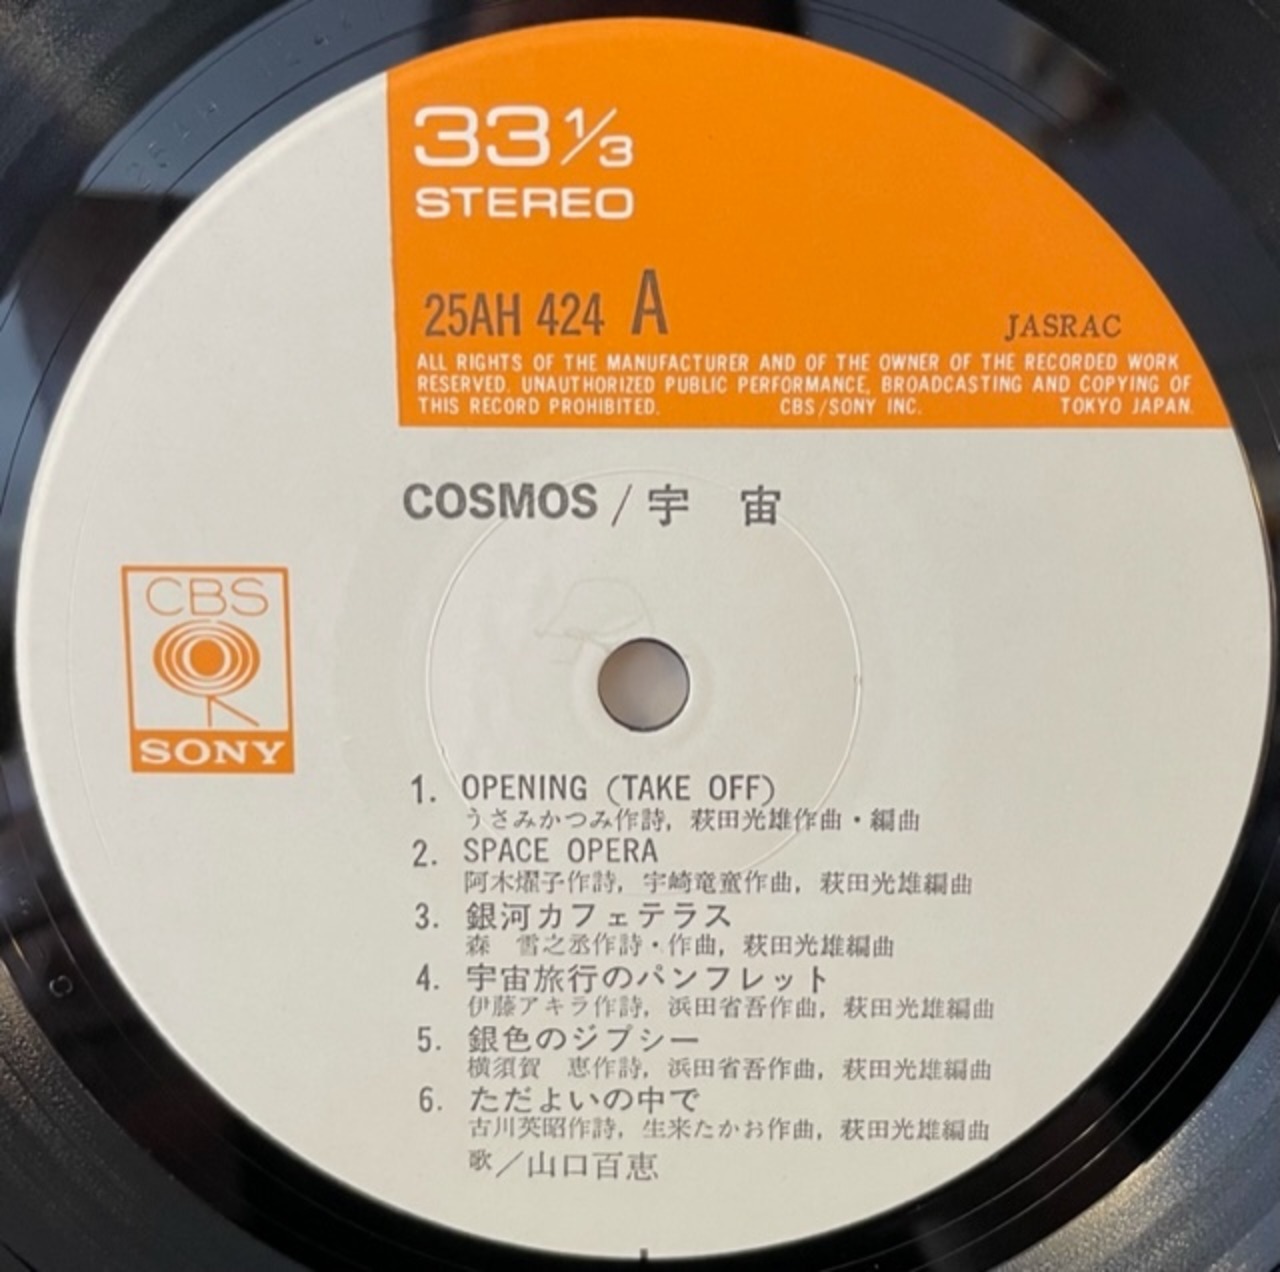 33 1/3
STEREO
25AH 424 A
JASRAC
ALL RIGHTS OF THE MANUFACTURER AND OF THE OWNER OF THE RECORDED WORK
RESERVED. UNAUTHORIZED PUBLIC PERFORMANCE, BROADCASTING AND COPYING OF
THIS RECORD PROHIBITED. CBS/SONY INC. TOKYO JAPAN.
COSMOS/宇 宙
CBS
SONY
1. OPENING (TAKE OFF)
うさみかつみ作詩, 萩田光雄作曲・編曲
2. SPACE OPERA
阿木燿子作詩, 宇崎竜童作曲, 萩田光雄編曲
3. 銀河カフェテラス
森 雪之丞作詩・作曲, 萩田光雄編曲
4. 宇宙旅行のパンフレット
伊藤アキラ作詩, 浜田省吾作曲, 萩田光雄編曲
5. 銀色のジプシー
横須賀 恵作詩, 浜田省吾作曲, 萩田光雄編曲
6. ただよいの中で
古川英昭作詩, 生来たかお作曲, 萩田光雄編曲
歌/山口百恵